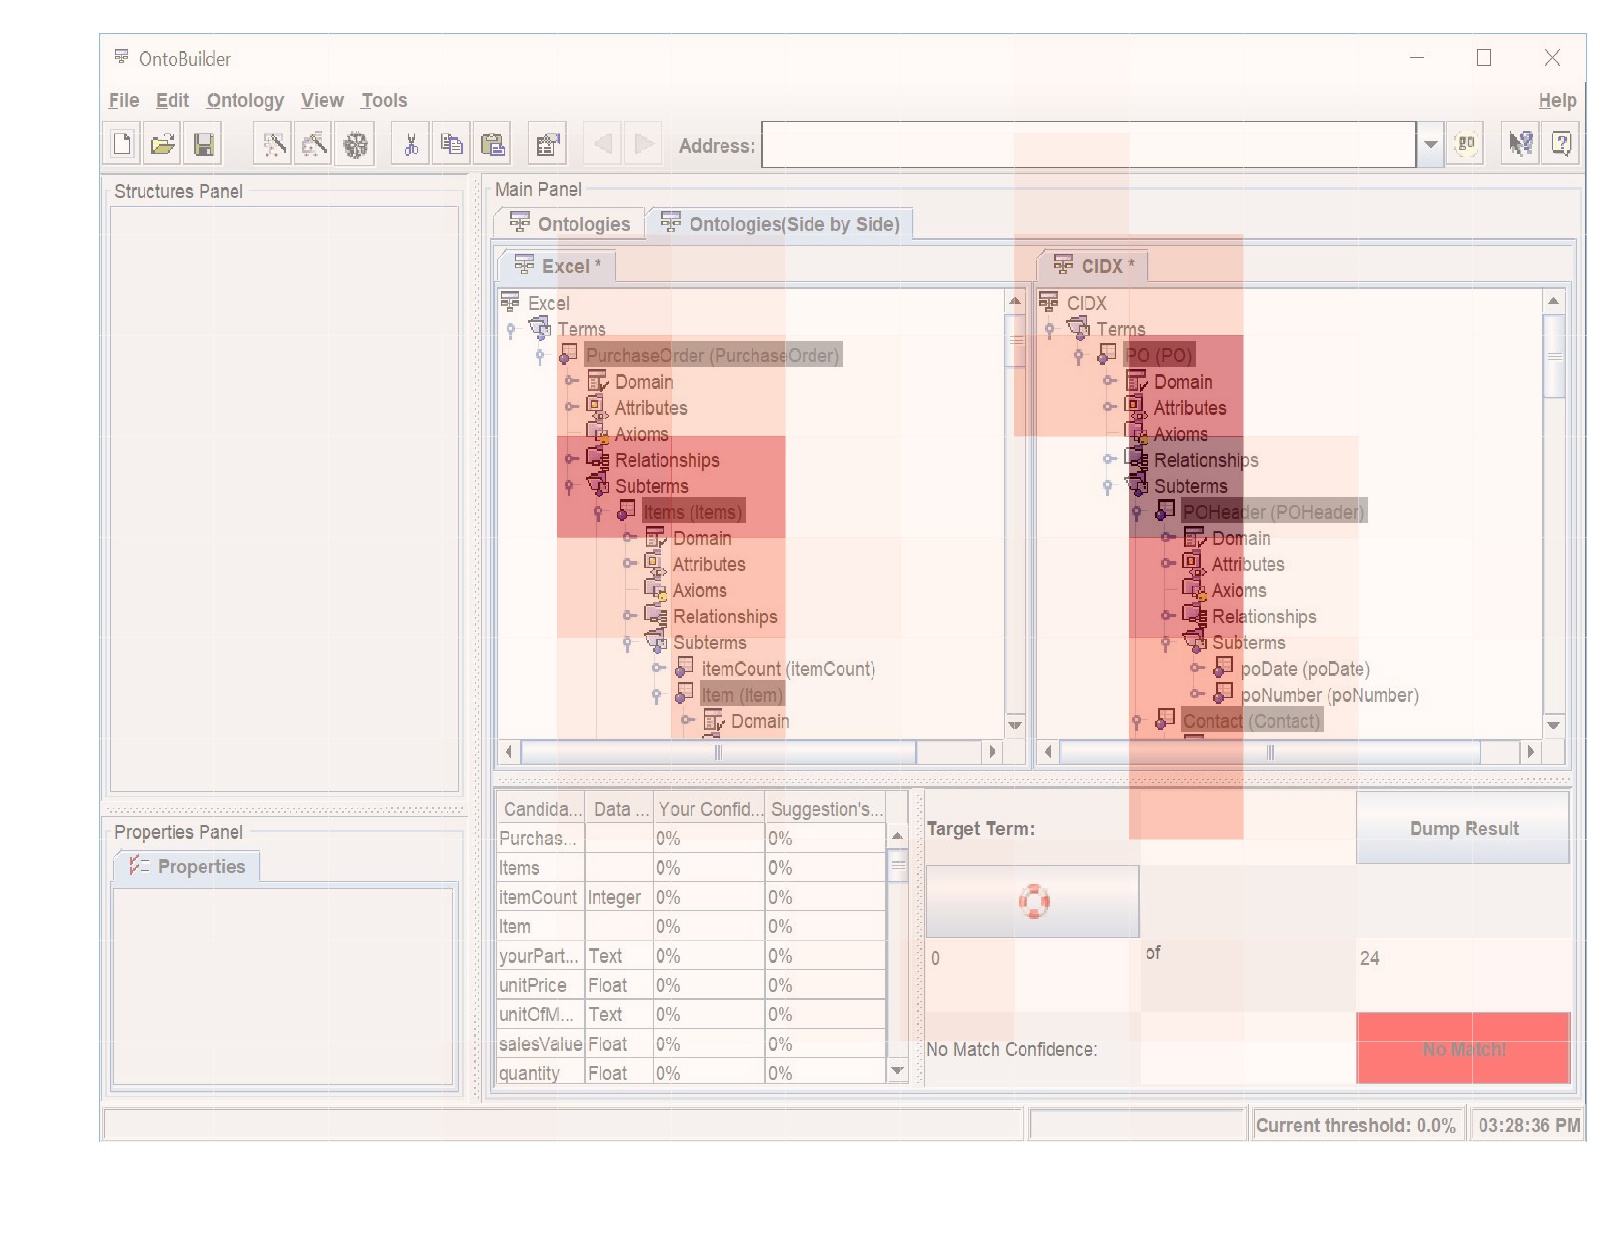 OntoBuilder
File Edit Ontology View Tools Help
Address: go
Structures Panel
Main Panel
Ontologies Ontologies(Side by Side)
Excel * CIDX *
Excel
Terms
PurchaseOrder (PurchaseOrder)
Domain
Attributes
Axioms
Relationships
Subterms
Items (Items)
Domain
Attributes
Axioms
Relationships
Subterms
itemCount (itemCount)
Item (Item)
Domain
CIDX
Terms
PO (PO)
Domain
Attributes
Axioms
Relationships
Subterms
POHeader (POHeader)
Domain
Attributes
Axioms
Relationships
Subterms
poDate (poDate)
poNumber (poNumber)
Contact (Contact)
Properties Panel
Properties
Candida... Data ... Your Confid... Suggestion's...
Purchas... 0% 0%
Items 0% 0%
itemCount Integer 0% 0%
Item 0% 0%
yourPart... Text 0% 0%
unitPrice Float 0% 0%
unitOfM... Text 0% 0%
salesValue Float 0% 0%
quantity Float 0% 0%
Target Term: Dump Result
0 of 24
No Match Confidence: No Match!
Current threshold: 0.0% 03:28:36 PM